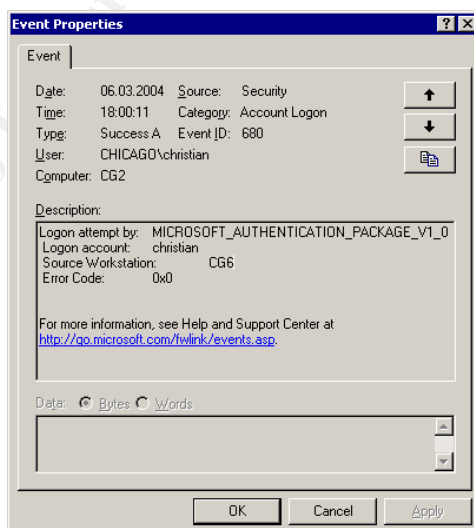 Event Properties
Event
Date: 06.03.2004 Source: Security
Time: 18:00:11 Category: Account Logon
Type: Success A Event ID: 680
User: CHICAGO\christian
Computer: CG2
Description:
Logon attempt by: MICROSOFT_AUTHENTICATION_PACKAGE_V1_0
Logon account: christian
Source Workstation: CG6
Error Code: 0x0
For more information, see Help and Support Center at
http://go.microsoft.com/fwlink/events.asp.
Data: Bytes Words
OK Cancel Apply